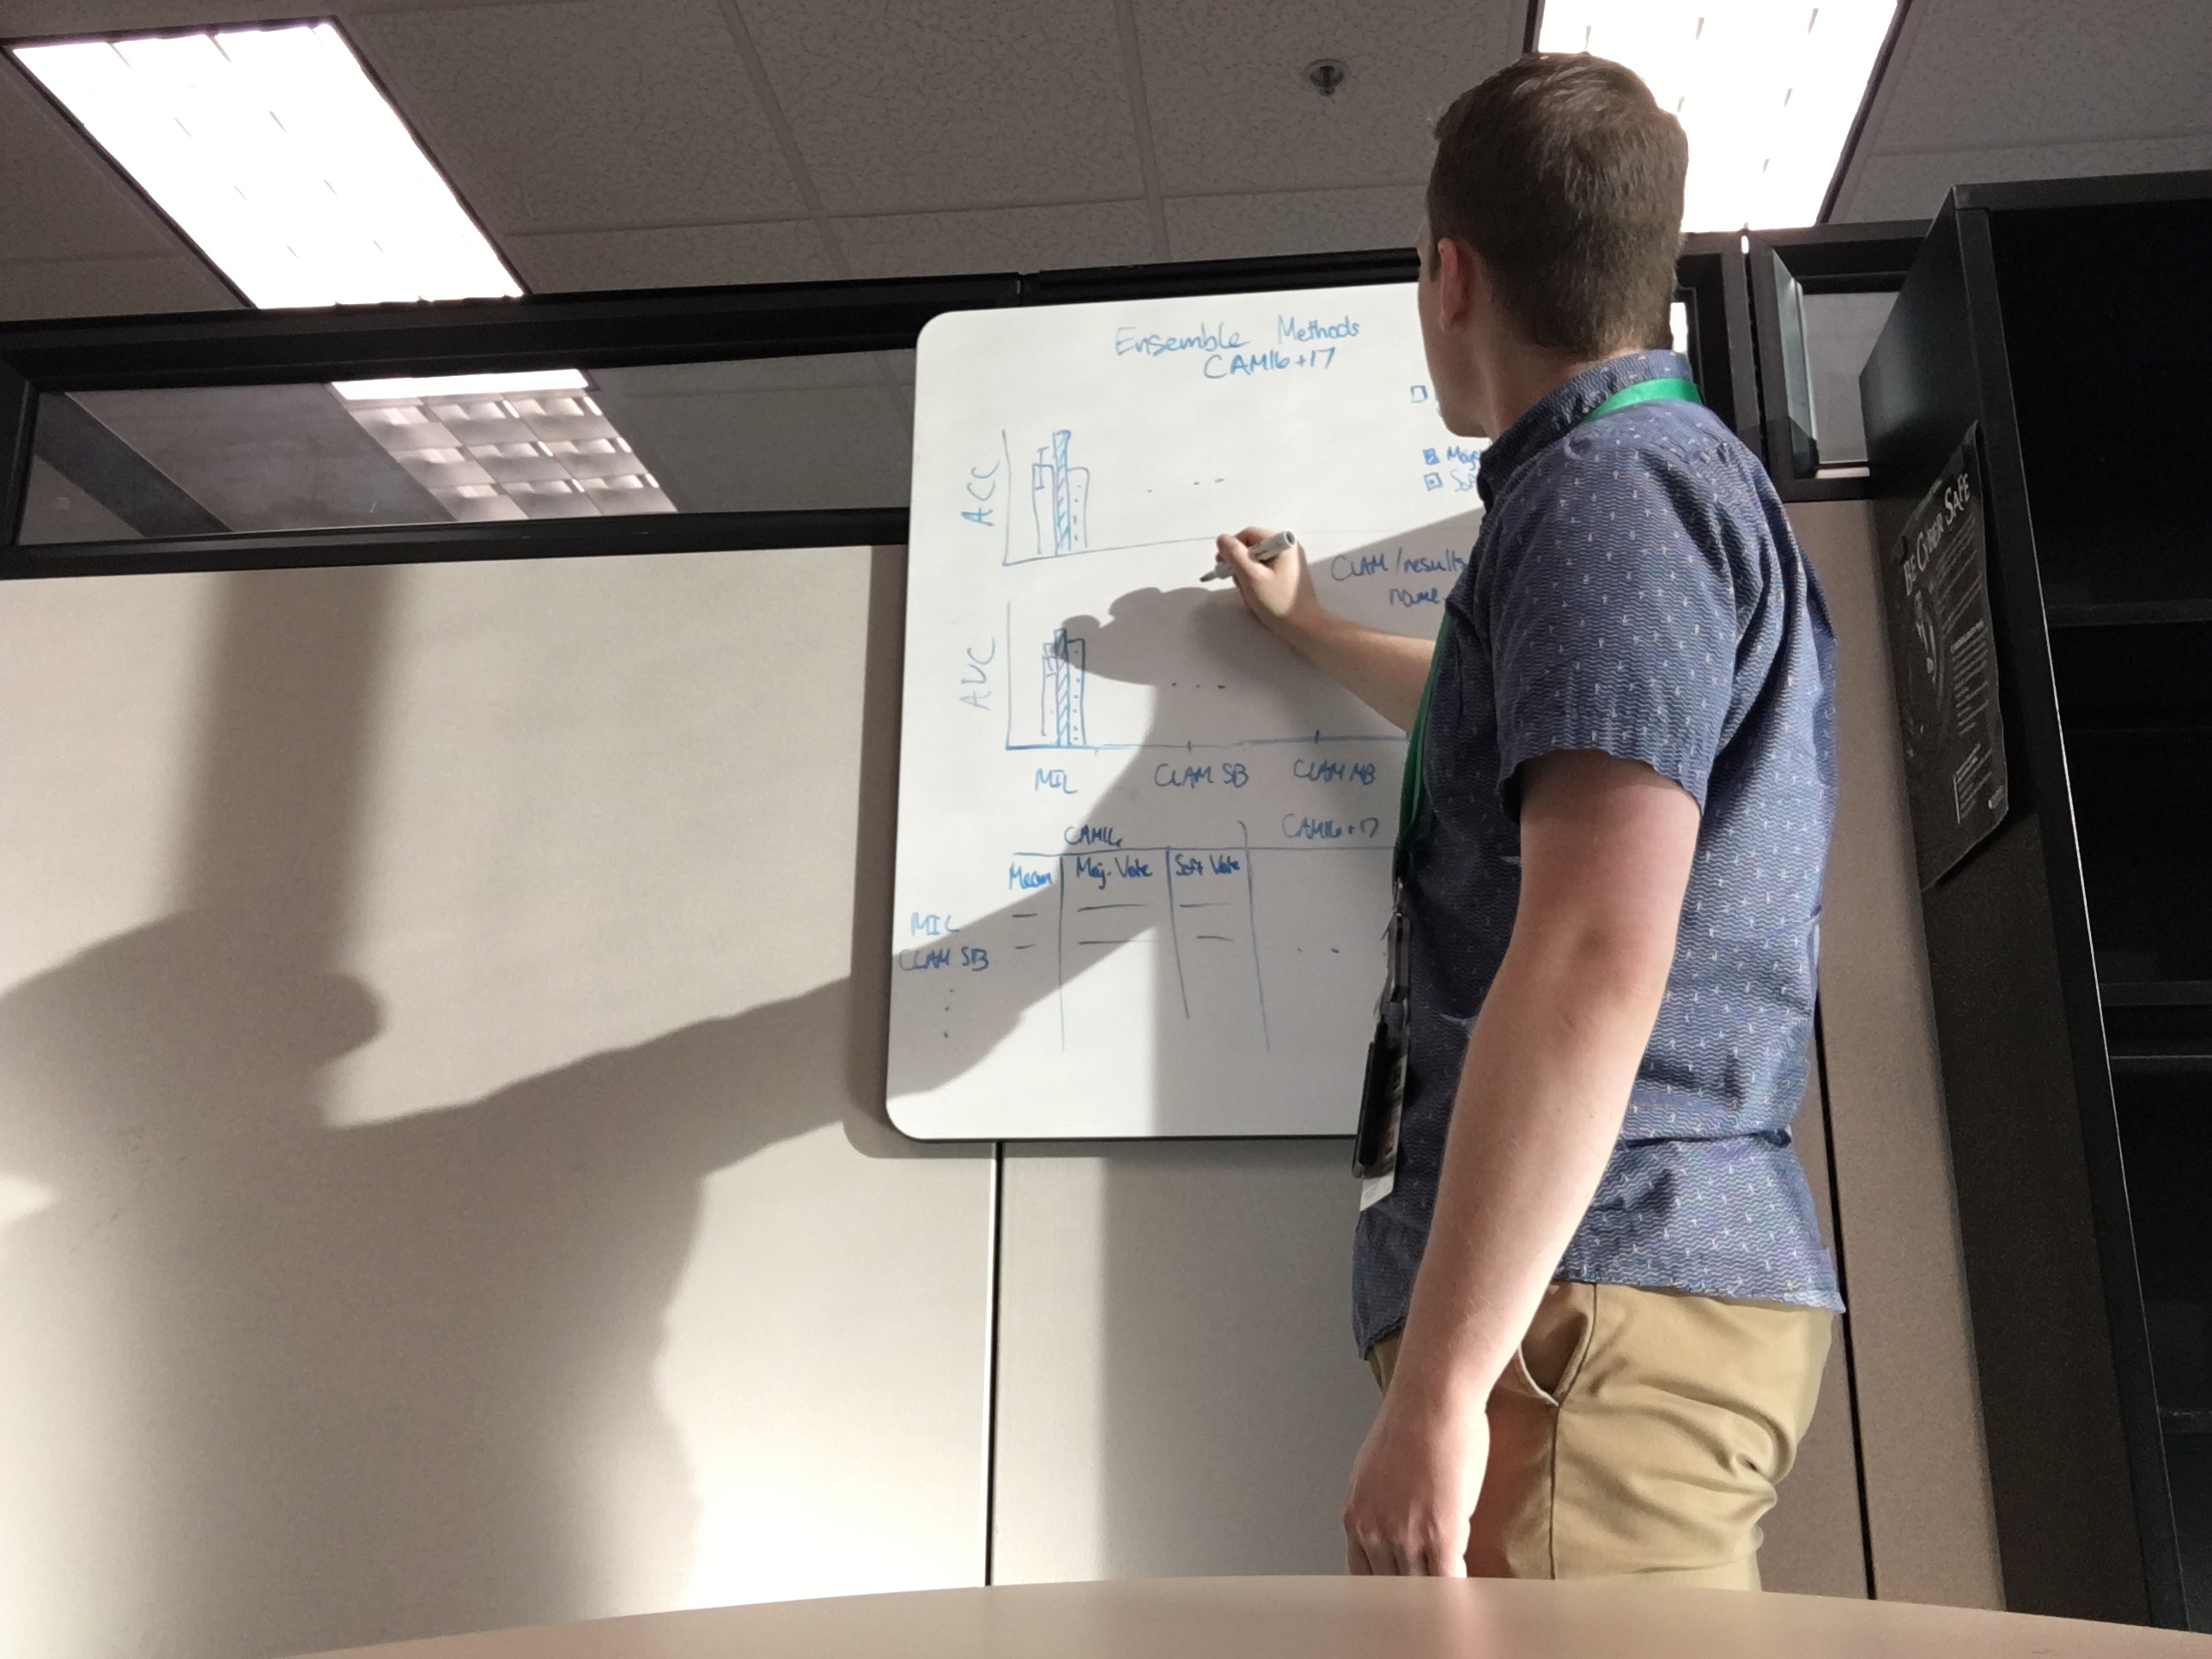 Ensemble Methods
CAM16+17
ACC
CLAM/results
name
AUC
MIL CLAM SB CLAM MB
CAM16 CAM16+17
Mean Maj. Vote Soft Vote
MIL
CLAM SB
BE CYBER SAFE